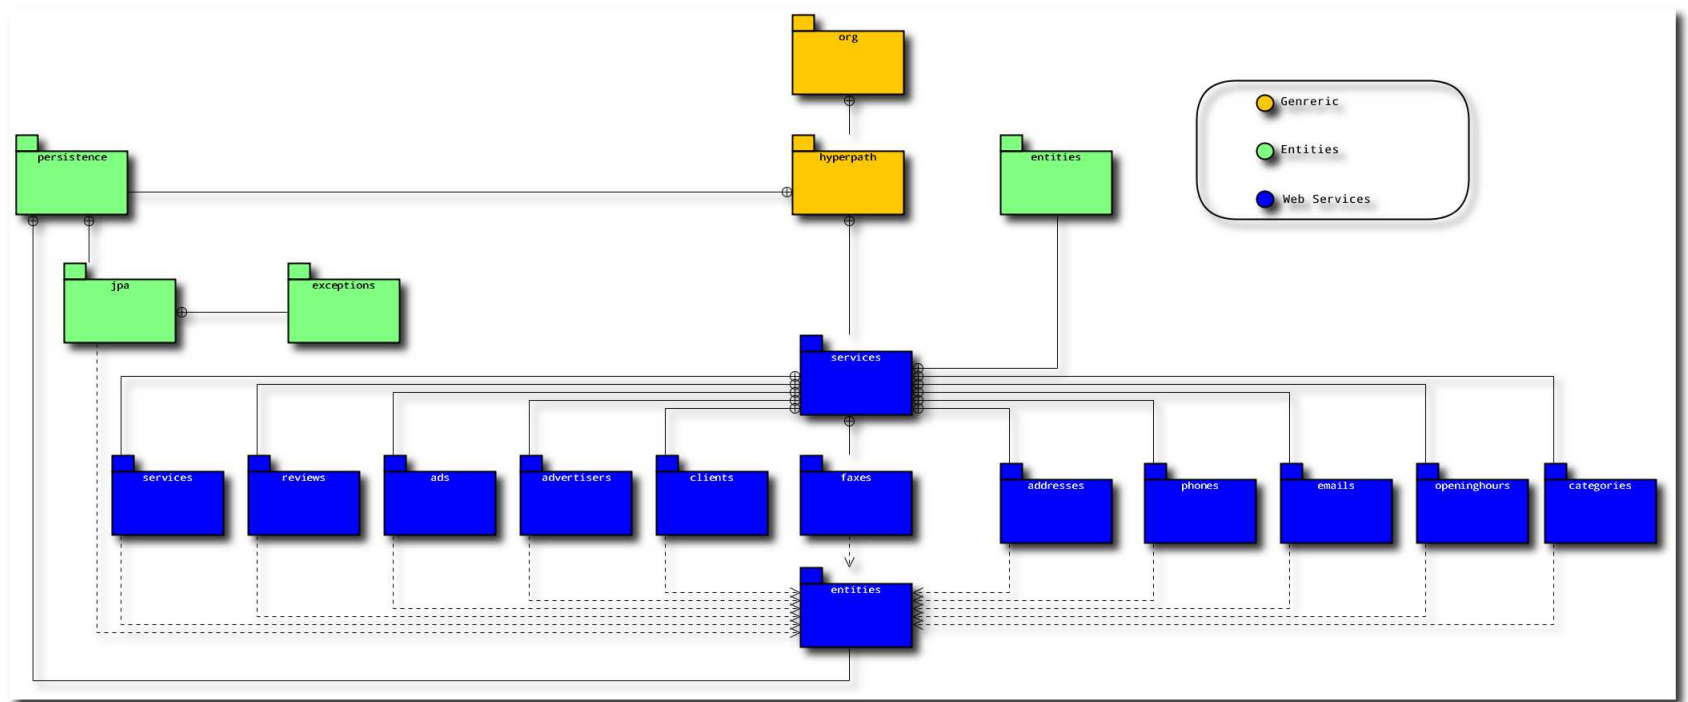 org
Genreric
persistence
hyperpath
entities
Entities
Web Services
jpa
exceptions
services
services
reviews
ads
advertisers
clients
faxes
addresses
phones
emails
openinghours
categories
entities